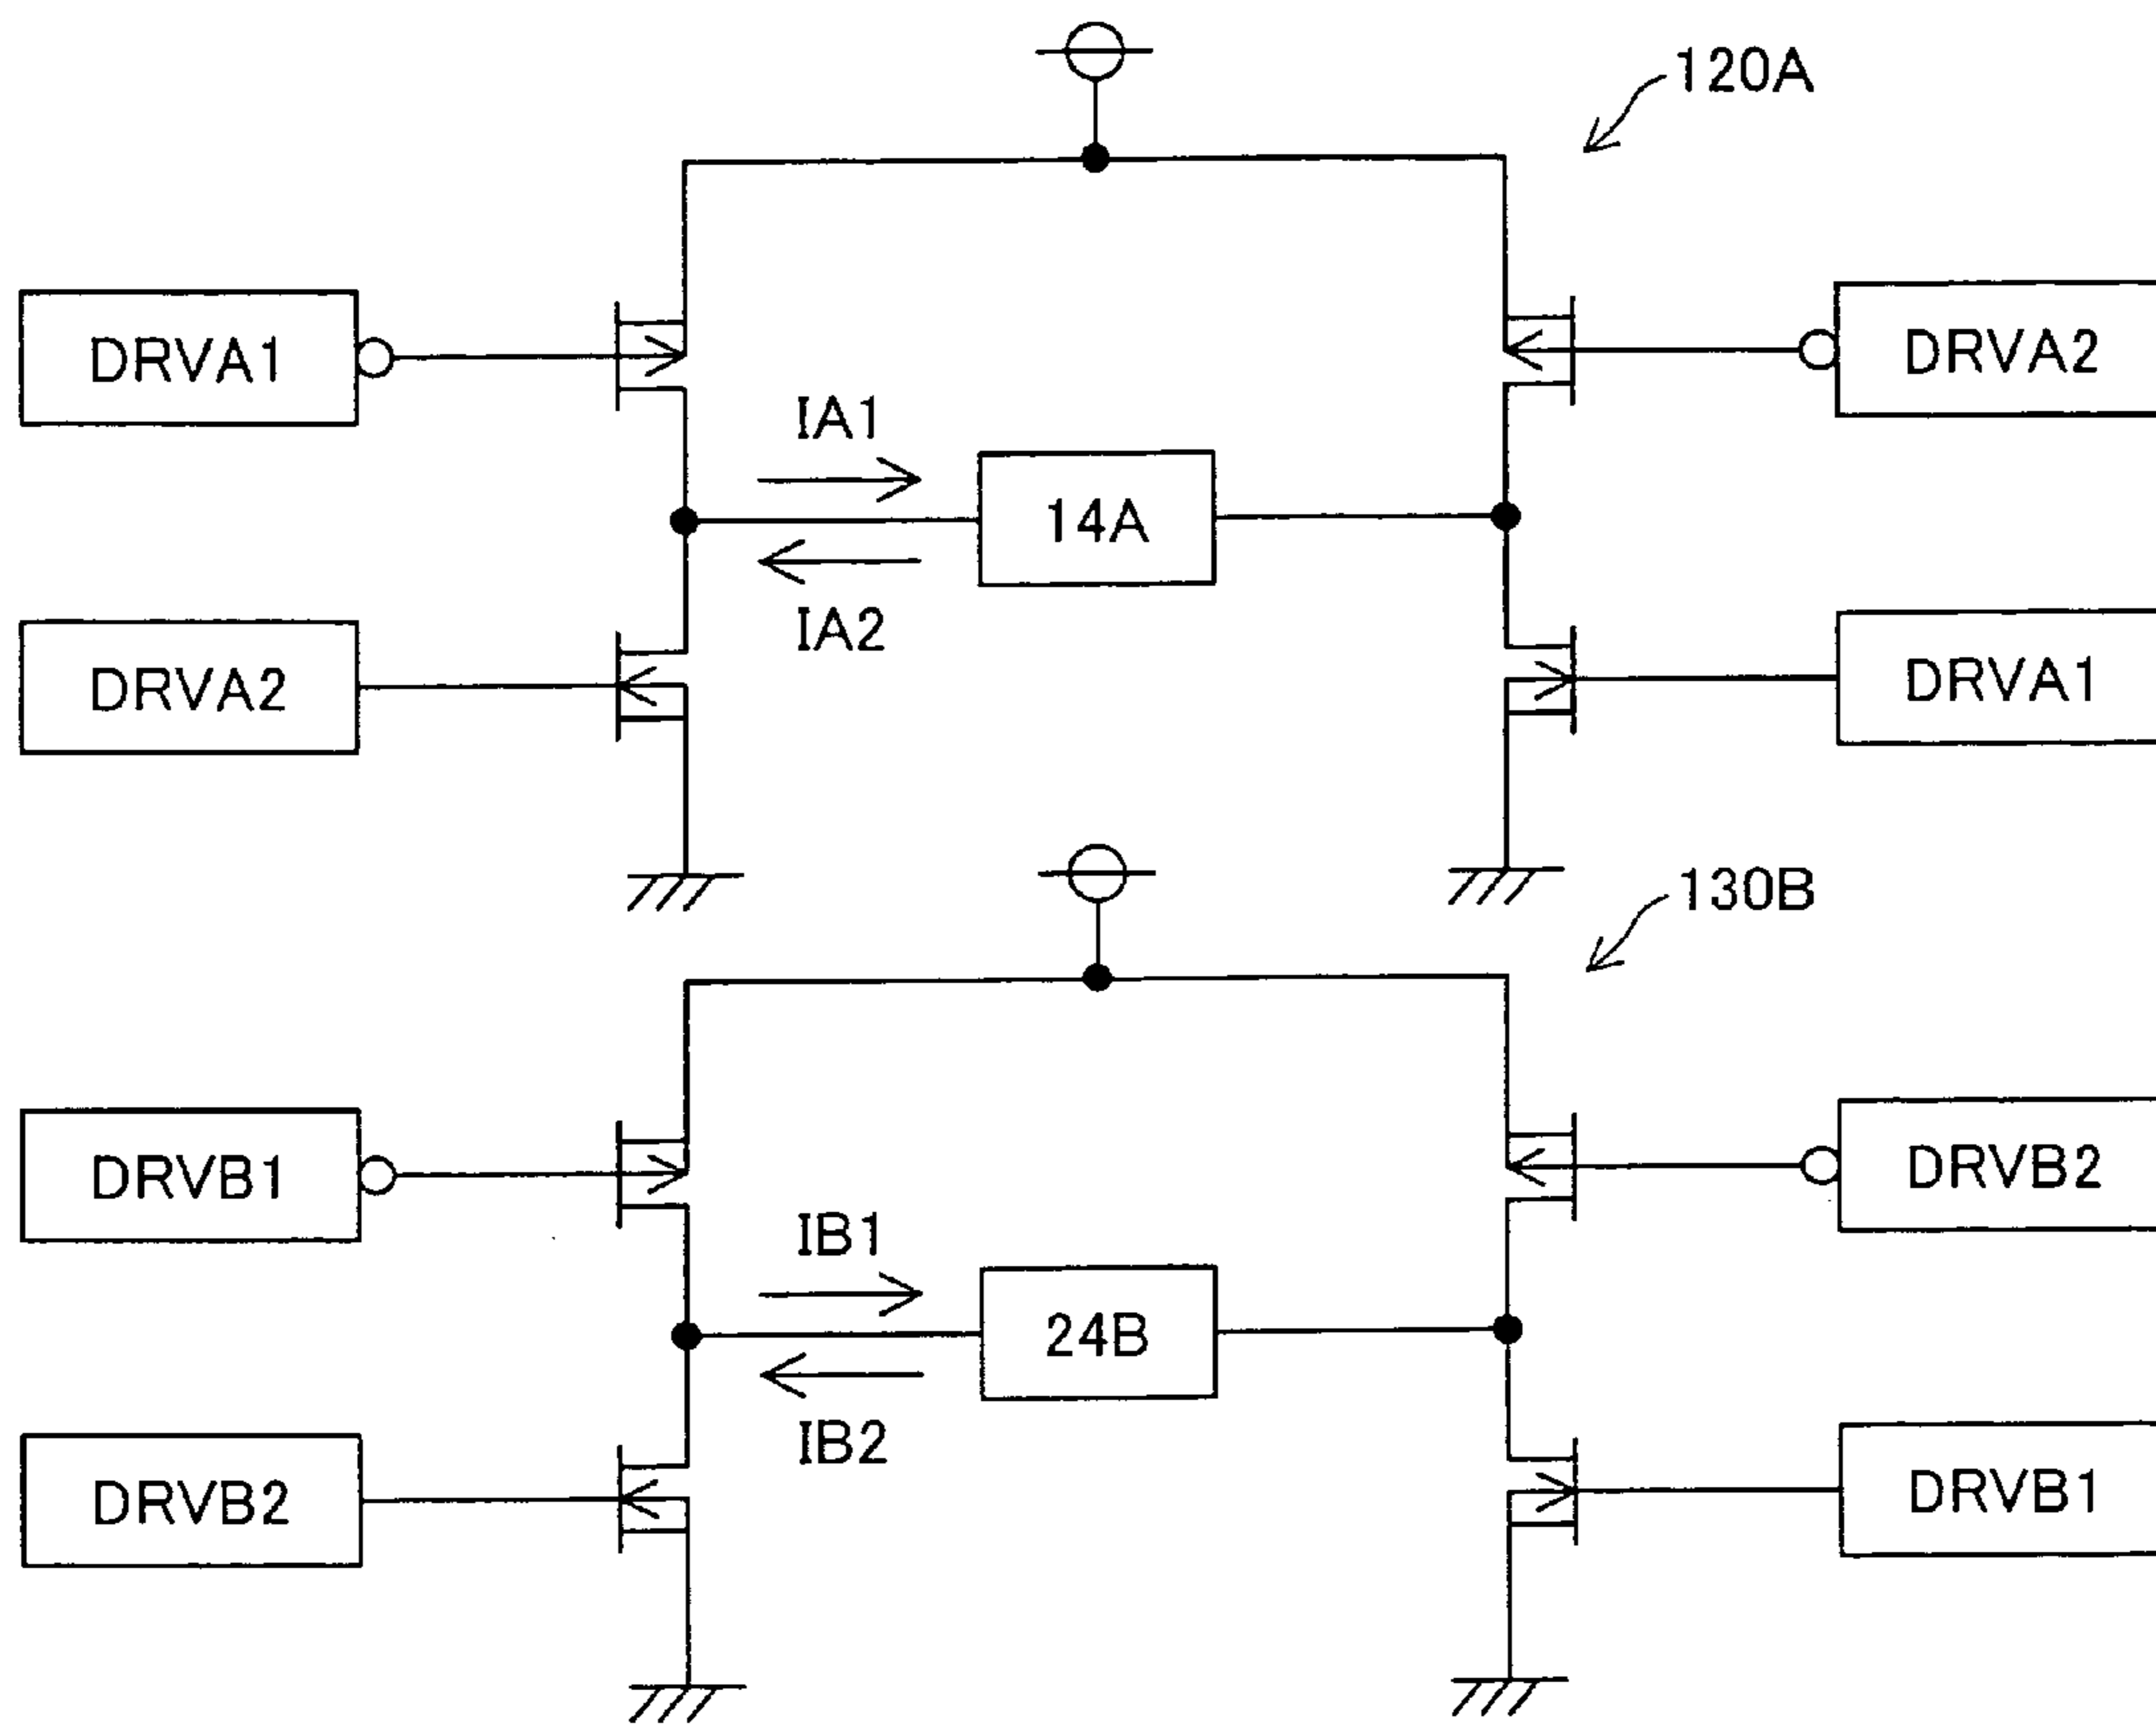 120A
DRVA1
DRVA2
IA1
14A
IA2
DRVA2
DRVA1
130B
DRVB1
DRVB2
IB1
24B
IB2
DRVB2
DRVB1